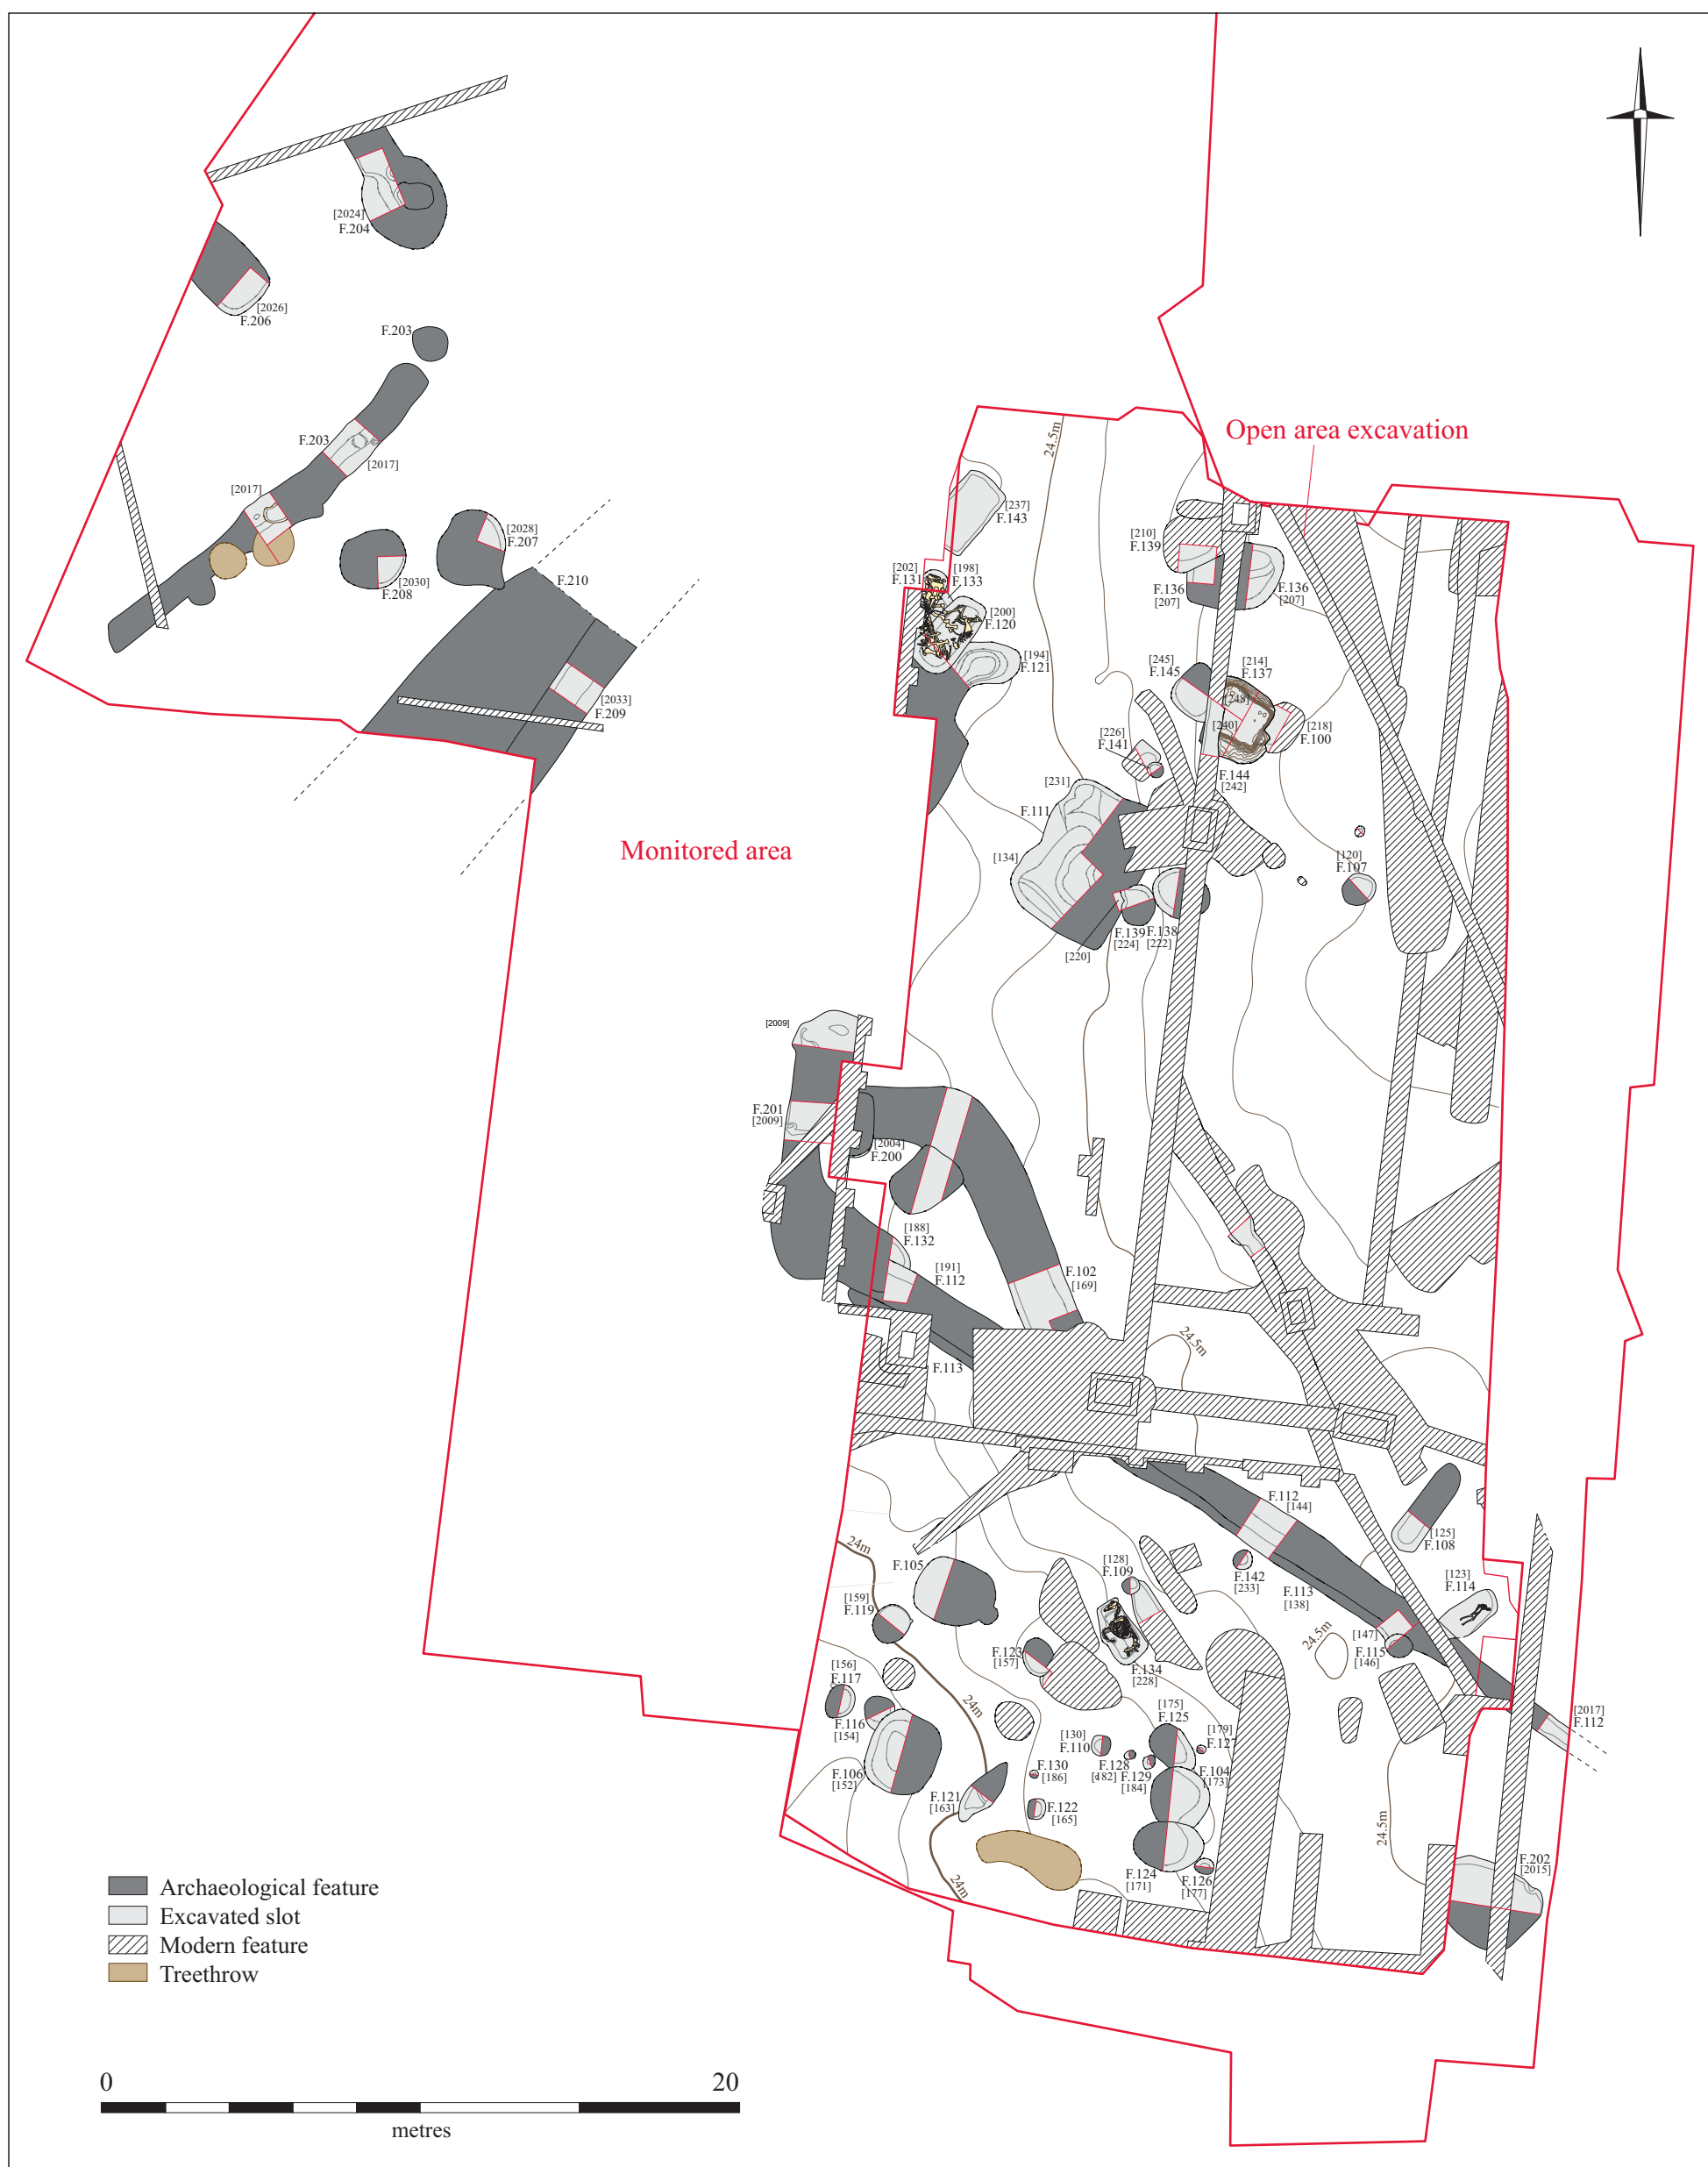 [2024]
F.204
[2026]
F.206
F.203
F.203
[2017]
[2017]
[2028]
F.207
[2030]
F.208
F.210
[2033]
F.209
Open area excavation
24.5m
[237]
F.143
[210]
F.139
[202]
F.131
[198]
F.133
F.136
[207]
F.136
[207]
[200]
F.120
[194]
F.121
[245]
F.145
[214]
F.137
[248]
[240]
[218]
F.100
[226]
F.141
F.144
[242]
[231]
F.111
Monitored area
[134]
[120]
F.107
F.139
[224]
F.138
[222]
[220]
[2009]
F.201
[2009]
[2004]
F.200
[188]
F.132
[191]
F.112
F.102
[169]
24.5m
F.113
F.112
[144]
[125]
F.108
24m
F.105
[128]
F.109
F.142
[233]
F.113
[138]
[123]
F.114
[159]
F.119
[147]
F.115
[146]
24.5m
F.123
[157]
F.134
[228]
[156]
F.117
24m
F.116
[154]
[175]
F.125
[179]
F.127
[2017]
F.112
[130]
F.110
F.128
[182]
F.129
[184]
F.130
[186]
F.104
[173]
F.106
[152]
F.121
[163]
F.122
[165]
24.5m
F.124
[171]
F.126
[177]
24m
F.202
[2015]
Archaeological feature
Excavated slot
Modern feature
Treethrow
0 20
metres